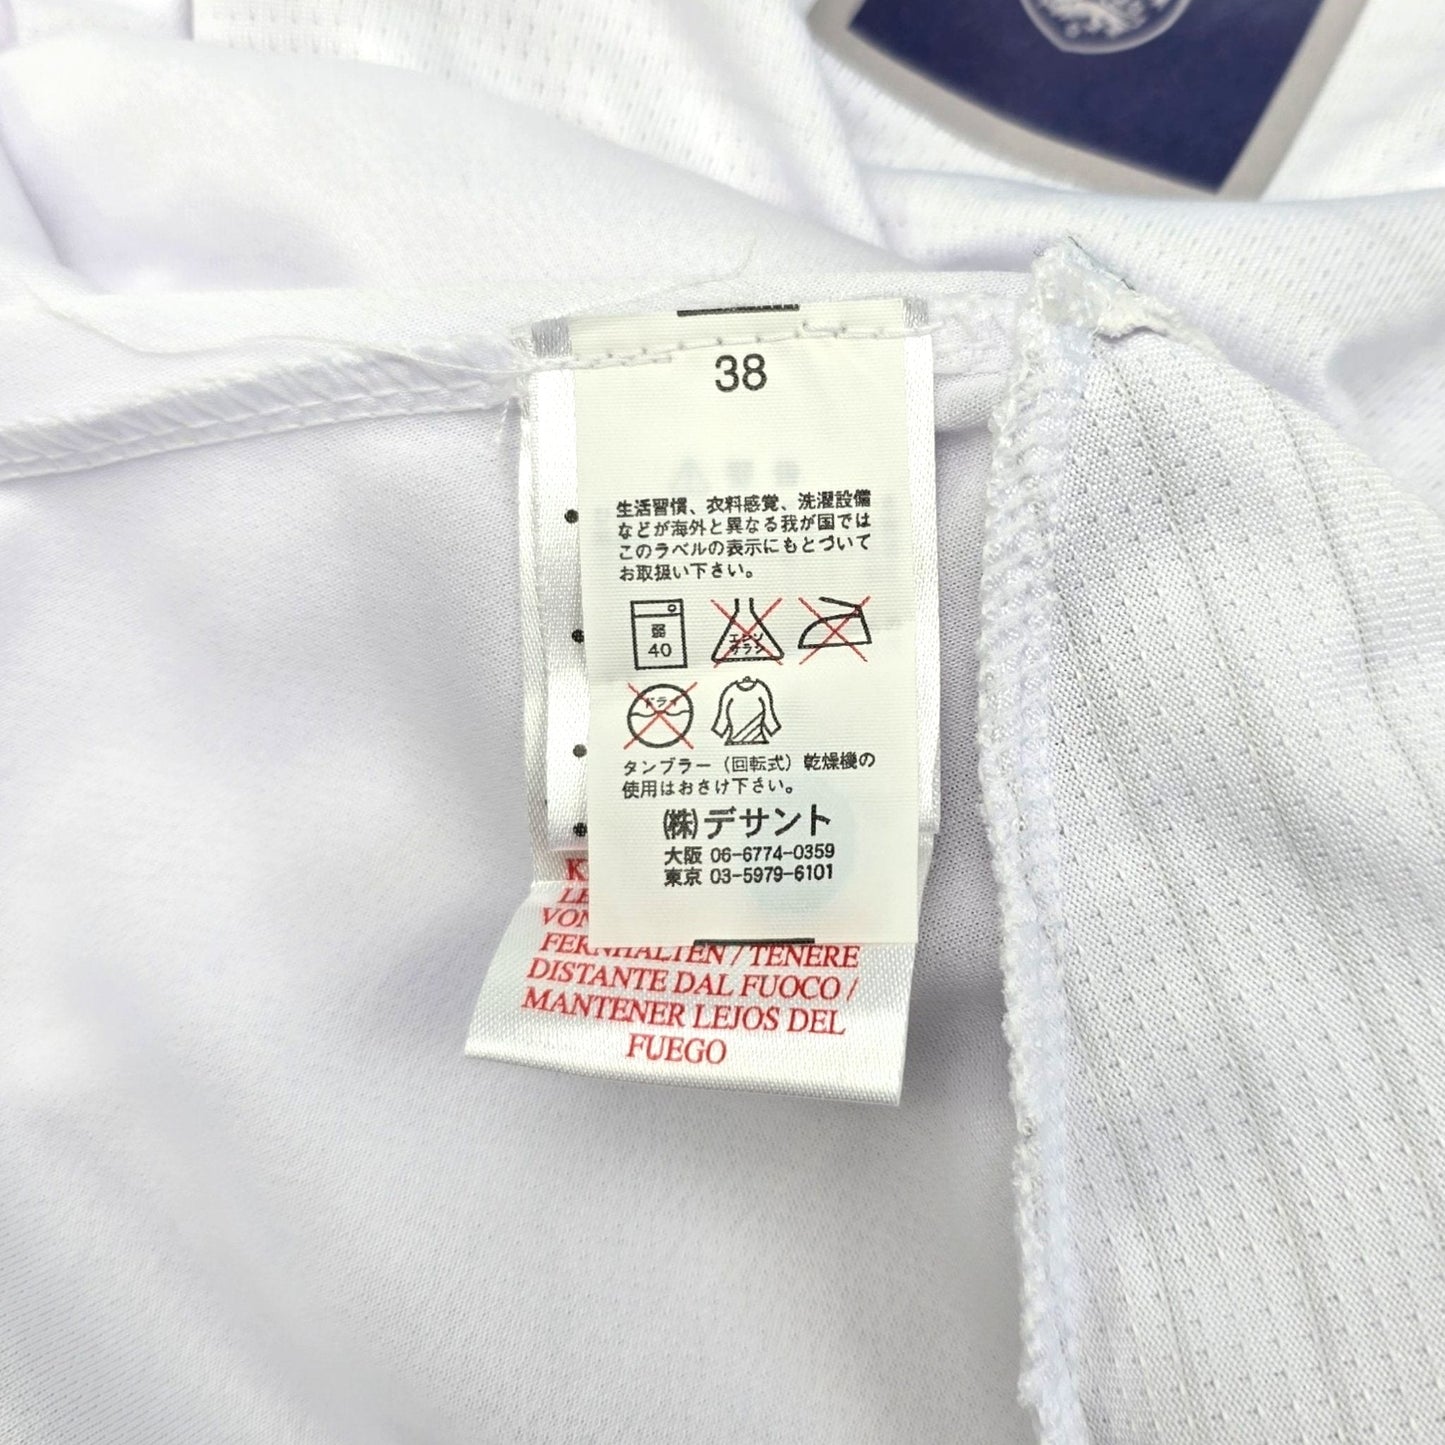 38
生活習慣、衣料感覚、洗濯設備
などが海外と異なる我が国では
このラベルの表示にもとづいて
お取扱い下さい。
弱
40
エンソ
サラシ
ドライ
タンブラー（回転式）乾燥機の
使用はおさけ下さい。
㈱デサント
大阪 06-6774-0359
東京 03-5979-6101
K
LE
VON
FERNHALTEN / TENERE
DISTANTE DAL FUOCO /
MANTENER LEJOS DEL
FUEGO